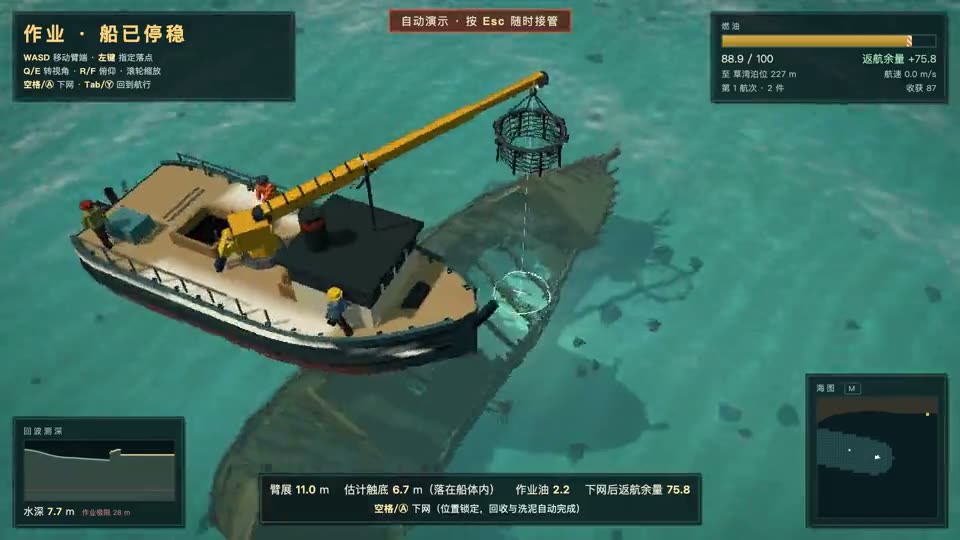 自动演示 · 按 Esc 随时接管
作业 · 船已停稳
WASD 移动臂端 · 左键 指定落点
Q/E 转视角 · R/F 俯仰 · 滚轮缩放
空格/Ⓐ 下网 · Tab/Ⓨ 回到航行
燃油
88.9 / 100 返航余量 +75.8
至 草湾泊位 227 m 航速 0.0 m/s
第 1 航次 · 2 件 收获 87
海图 M
回波测深
水深 7.7 m 作业极限 28 m
臂展 11.0 m 估计触底 6.7 m（落在船体内） 作业油 2.2 下网后返航余量 75.8
空格/Ⓐ 下网（位置锁定，回收与洗泥自动完成）